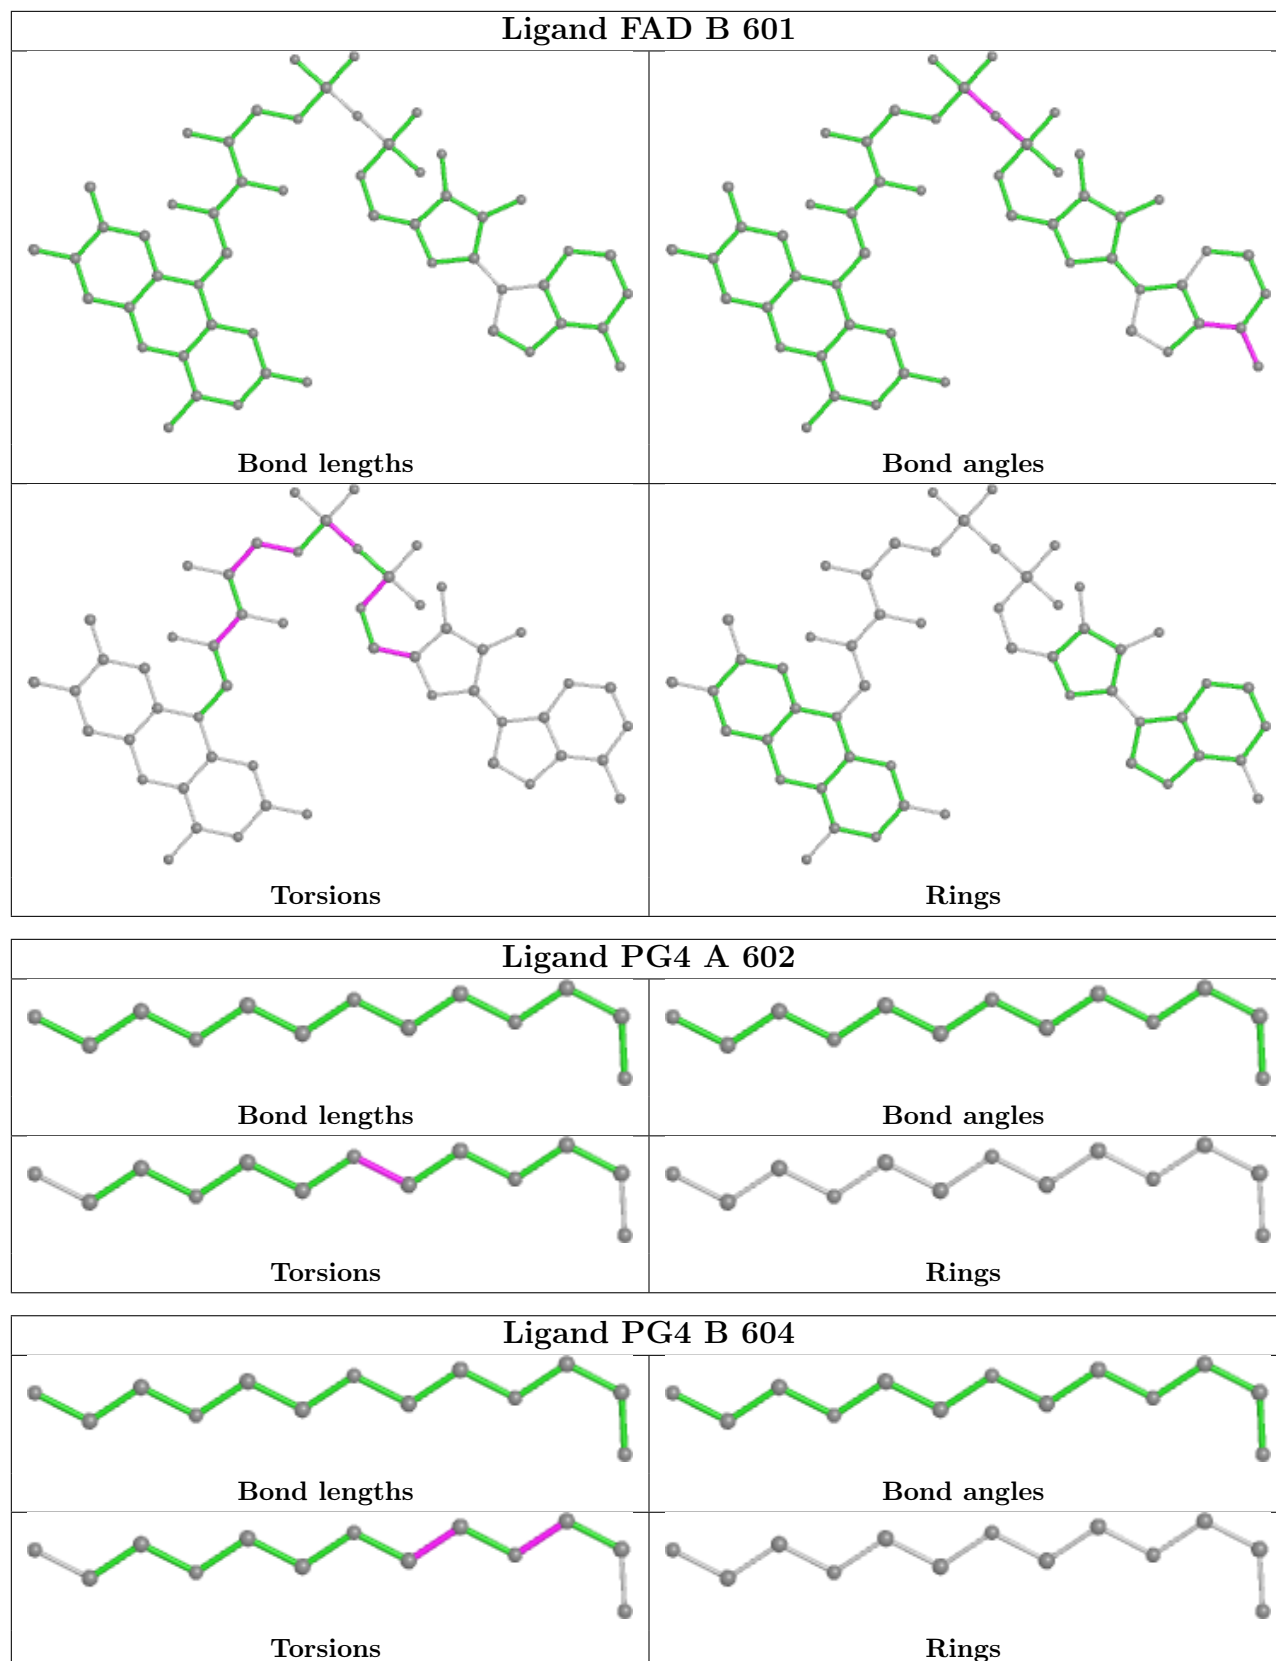 Ligand FAD B 601
Bond lengths
Bond angles
Torsions
Rings
Ligand PG4 A 602
Bond lengths
Bond angles
Torsions
Rings
Ligand PG4 B 604
Bond lengths
Bond angles
Torsions
Rings